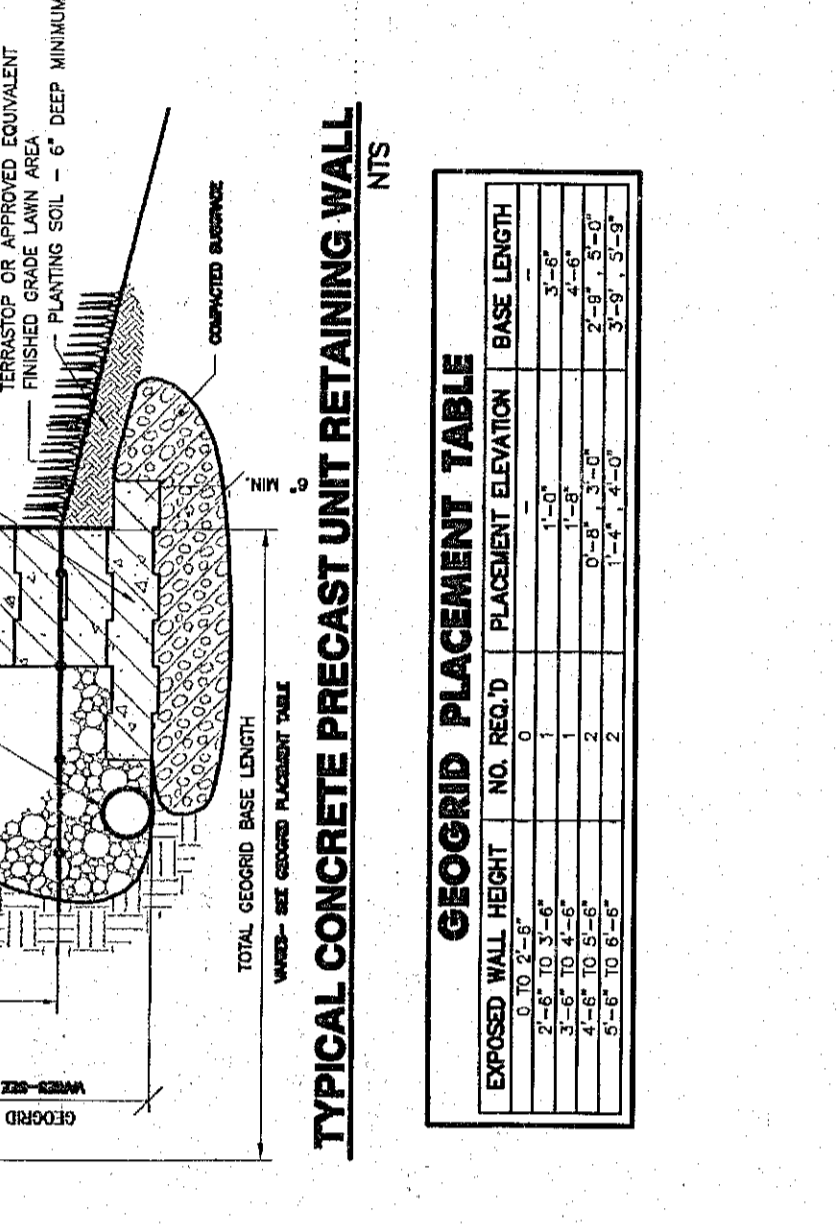 TERRASTOP OR APPROVED EQUIVALENT
FINISHED GRADE LAWN AREA
PLANTING SOIL - 6" DEEP MINIMUM
COMPACTED SUBGRADE
6"
MIN.
TOTAL GEOGRID BASE LENGTH
VARIES- SEE GEOGRID PLACEMENT TABLE
GEOGRID
VARIES-SEE
TYPICAL CONCRETE PRECAST UNIT RETAINING WALL
NTS
GEOGRID PLACEMENT TABLE
EXPOSED WALL HEIGHT NO. REQ.'D PLACEMENT ELEVATION BASE LENGTH
0 TO 2'-6" 0 - -
2'-6" TO 3'-6" 1 1'-0" 3'-6"
3'-6" TO 4'-6" 1 1'-8" 4'-6"
4'-6" TO 5'-6" 2 0'-8" , 3'-0" 2'-9" , 5'-0"
5'-6" TO 6'-6" 2 1'-4" , 4'-0" 3'-9' , 5'-9"